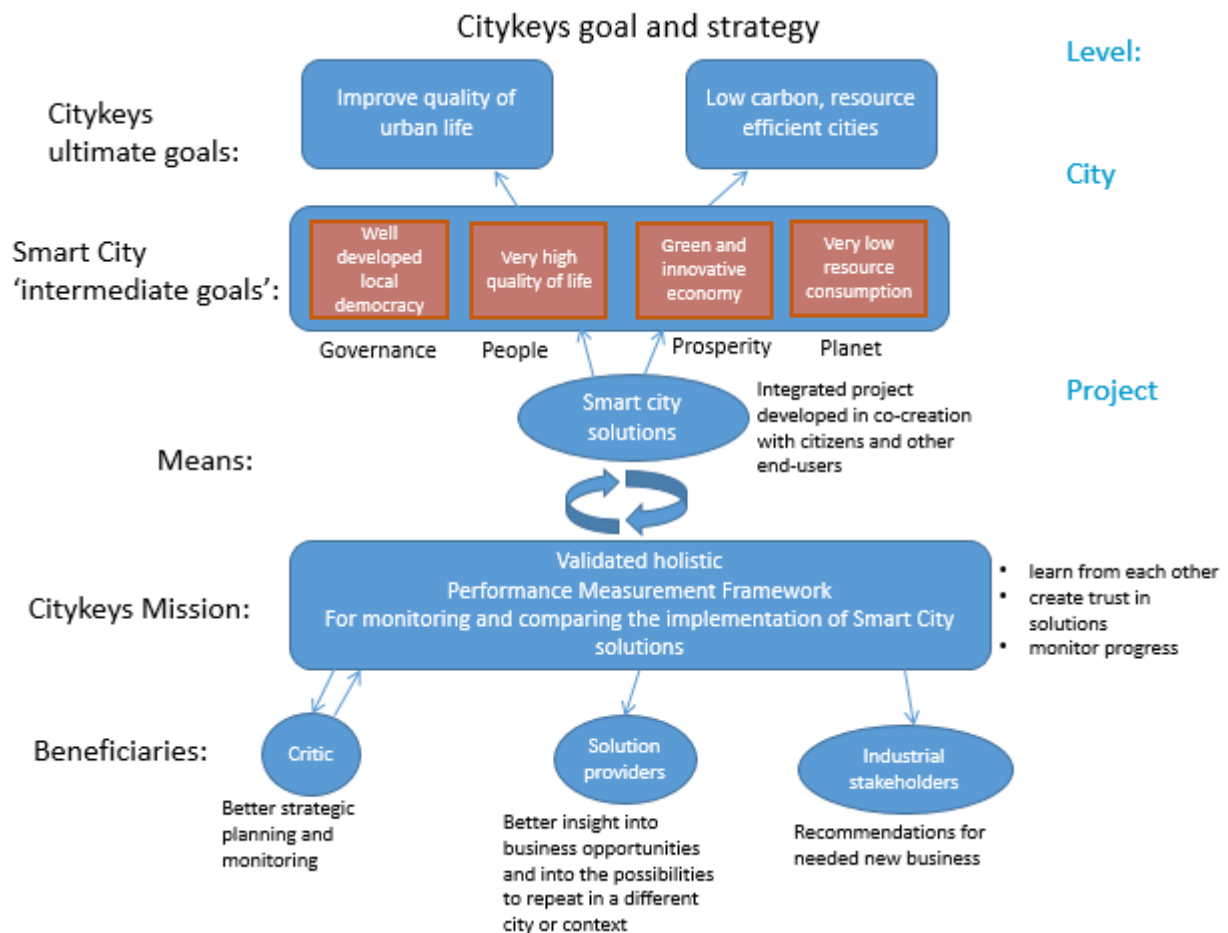 Citykeys goal and strategy
Level:
Citykeys
ultimate goals:
Improve quality of
urban life
Low carbon, resource
efficient cities
City
Smart City
‘intermediate goals’:
Well
developed
local
democracy
Very high
quality of life
Green and
innovative
economy
Very low
resource
consumption
Governance
People
Prosperity
Planet
Project
Means:
Smart city
solutions
Integrated project
developed in co-creation
with citizens and other
end-users
Citykeys Mission:
Validated holistic
Performance Measurement Framework
For monitoring and comparing the implementation of Smart City
solutions
• learn from each other
• create trust in
solutions
• monitor progress
Beneficiaries:
Critic
Better strategic
planning and
monitoring
Solution
providers
Better insight into
business opportunities
and into the possibilities
to repeat in a different
city or context
Industrial
stakeholders
Recommendations for
needed new business